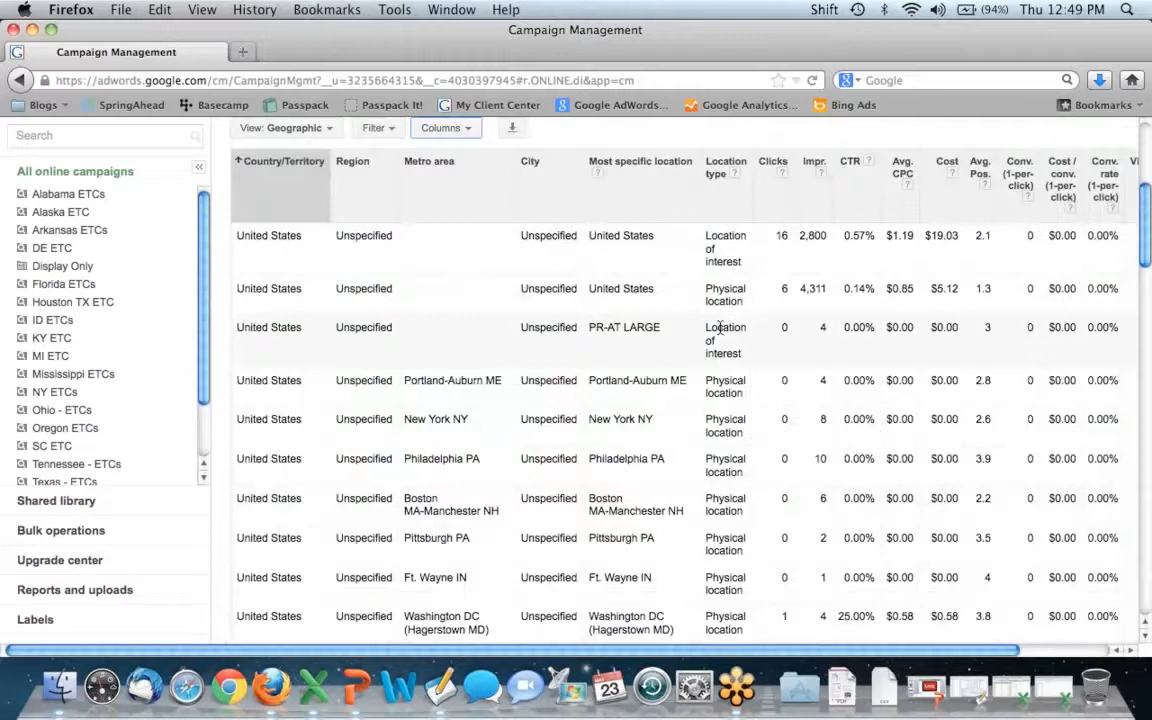 Firefox File Edit View History Bookmarks Tools Window Help Shift (94%) Thu 12:49 PM
Campaign Management
Campaign Management
https://adwords.google.com/cm/CampaignMgmt?__u=3235664315&__c=4030397945#r.ONLINE.di&app=cm Google
Blogs SpringAhead Basecamp Passpack Passpack It! My Client Center Google AdWords... Google Analytics... Bing Ads Bookmarks
Search
All online campaigns
Alabama ETCs
Alaska ETC
Arkansas ETCs
DE ETC
Display Only
Florida ETCs
Houston TX ETC
ID ETCs
KY ETC
MI ETC
Mississippi ETCs
NY ETCs
Ohio - ETCs
Oregon ETCs
SC ETC
Tennessee - ETCs
Texas - ETCs
Shared library
Bulk operations
Upgrade center
Reports and uploads
Labels
View: Geographic Filter Columns
Country/Territory Region Metro area City Most specific location ? Location type ? Clicks ? Impr. ? CTR ? Avg. CPC ? Cost ? Avg. Pos. ? Conv. (1-per-click) ? Cost / conv. (1-per-click) ? Conv. rate (1-per-click) ? Vi
United States Unspecified Unspecified United States Location of interest 16 2,800 0.57% $1.19 $19.03 2.1 0 $0.00 0.00%
United States Unspecified Unspecified United States Physical location 6 4,311 0.14% $0.85 $5.12 1.3 0 $0.00 0.00%
United States Unspecified Unspecified PR-AT LARGE Location of interest 0 4 0.00% $0.00 $0.00 3 0 $0.00 0.00%
United States Unspecified Portland-Auburn ME Unspecified Portland-Auburn ME Physical location 0 4 0.00% $0.00 $0.00 2.8 0 $0.00 0.00%
United States Unspecified New York NY Unspecified New York NY Physical location 0 8 0.00% $0.00 $0.00 2.6 0 $0.00 0.00%
United States Unspecified Philadelphia PA Unspecified Philadelphia PA Physical location 0 10 0.00% $0.00 $0.00 3.9 0 $0.00 0.00%
United States Unspecified Boston MA-Manchester NH Unspecified Boston MA-Manchester NH Physical location 0 6 0.00% $0.00 $0.00 2.2 0 $0.00 0.00%
United States Unspecified Pittsburgh PA Unspecified Pittsburgh PA Physical location 0 2 0.00% $0.00 $0.00 3.5 0 $0.00 0.00%
United States Unspecified Ft. Wayne IN Unspecified Ft. Wayne IN Physical location 0 1 0.00% $0.00 $0.00 4 0 $0.00 0.00%
United States Unspecified Washington DC (Hagerstown MD) Unspecified Washington DC (Hagerstown MD) Physical location 1 4 25.00% $0.58 $0.58 3.8 0 $0.00 0.00%
23